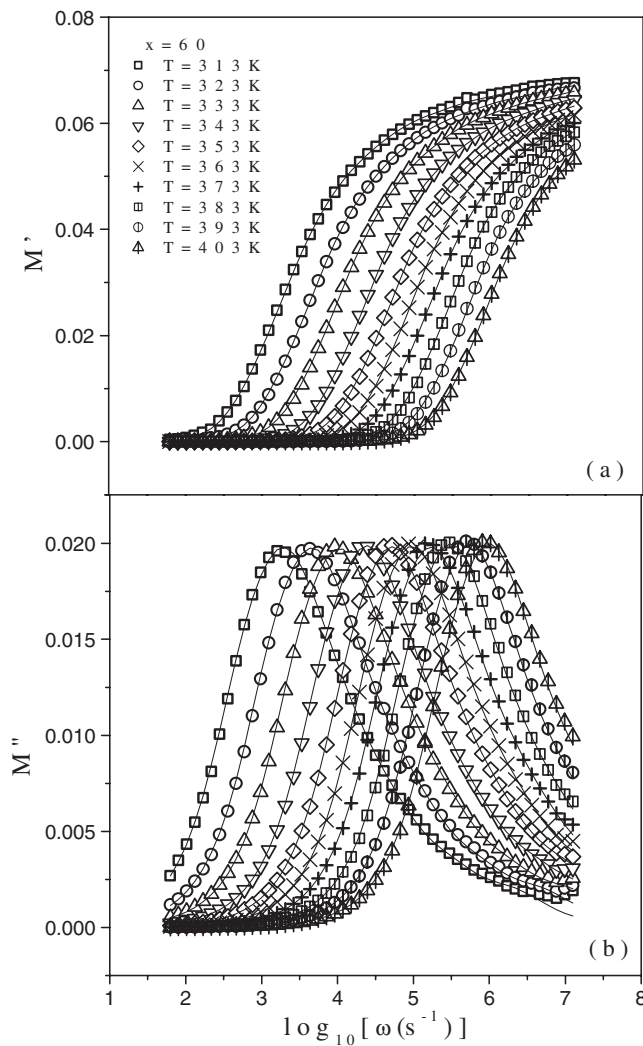 0.08
0.06
0.04
0.02
0.00
M'
x = 60
T = 313 K
T = 323 K
T = 333 K
T = 343 K
T = 353 K
T = 363 K
T = 373 K
T = 383 K
T = 393 K
T = 403 K
(a)
0.020
0.015
0.010
0.005
0.000
M"
(b)
1 2 3 4 5 6 7 8
log₁₀ [ω(s⁻¹)]